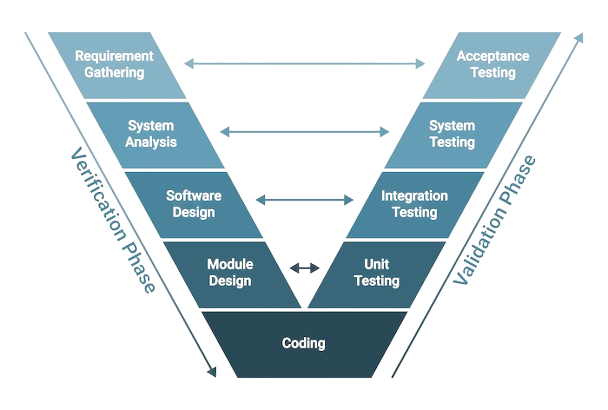 Requirement
Gathering
Acceptance
Testing
System
Analysis
System
Testing
Software
Design
Integration
Testing
Module
Design
Unit
Testing
Coding
Verification Phase
Validation Phase